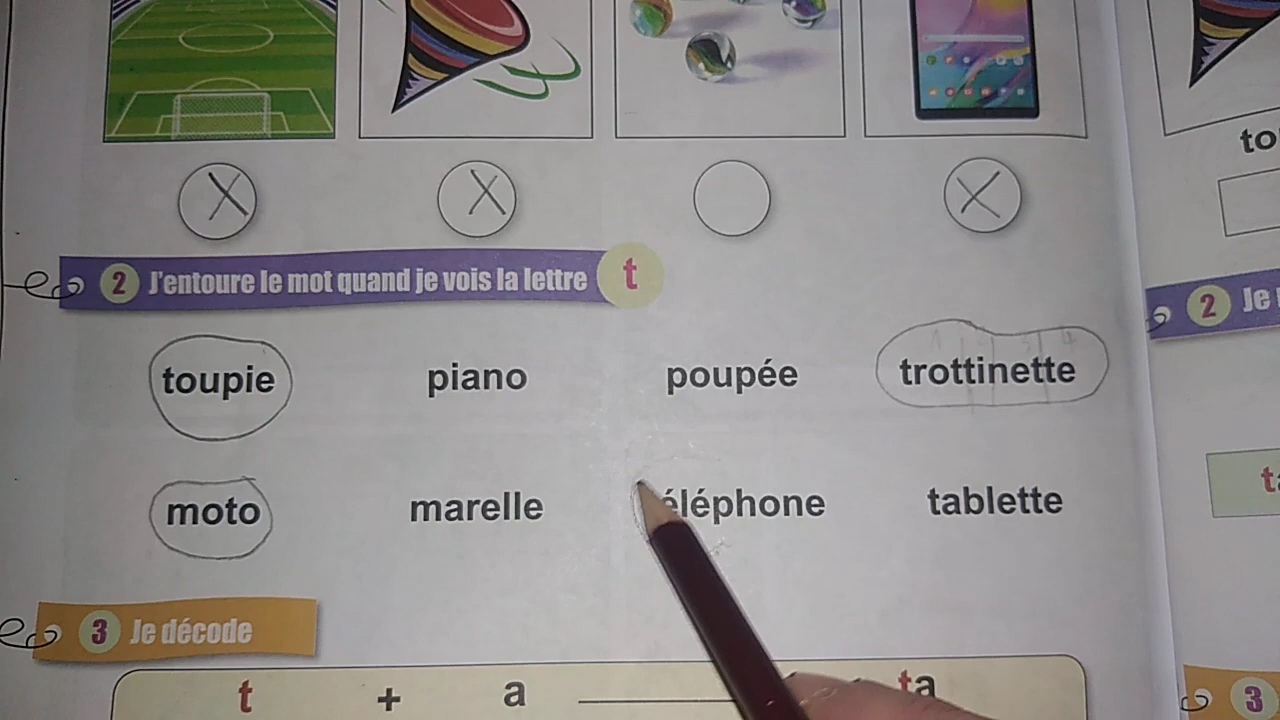 to
2 J'entoure le mot quand je vois la lettre t
2 Je
toupie piano poupée trottinette
moto marelle éléphone tablette
3 Je décode
t + a ta
3